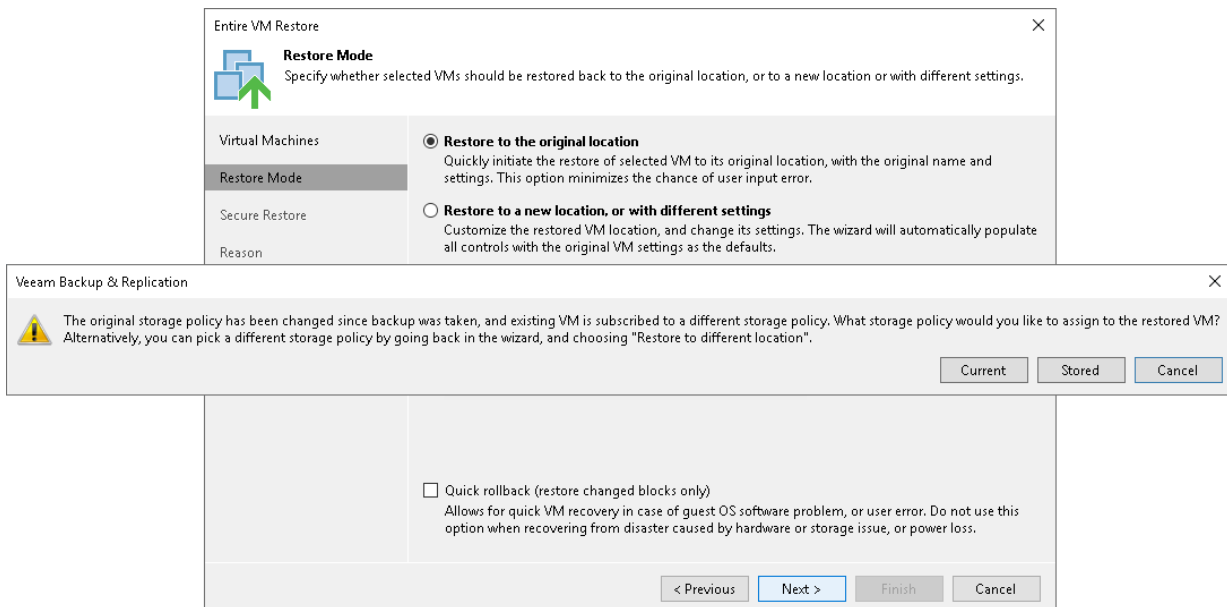 Entire VM Restore
Restore Mode
Specify whether selected VMs should be restored back to the original location, or to a new location or with different settings.
Virtual Machines
Restore Mode
Secure Restore
Reason
Restore to the original location
Quickly initiate the restore of selected VM to its original location, with the original name and
settings. This option minimizes the chance of user input error.
Restore to a new location, or with different settings
Customize the restored VM location, and change its settings. The wizard will automatically populate
all controls with the original VM settings as the defaults.
Veeam Backup & Replication
The original storage policy has been changed since backup was taken, and existing VM is subscribed to a different storage policy. What storage policy would you like to assign to the restored VM?
Alternatively, you can pick a different storage policy by going back in the wizard, and choosing "Restore to different location".
Current
Stored
Cancel
Quick rollback (restore changed blocks only)
Allows for quick VM recovery in case of guest OS software problem, or user error. Do not use this
option when recovering from disaster caused by hardware or storage issue, or power loss.
< Previous
Next >
Finish
Cancel